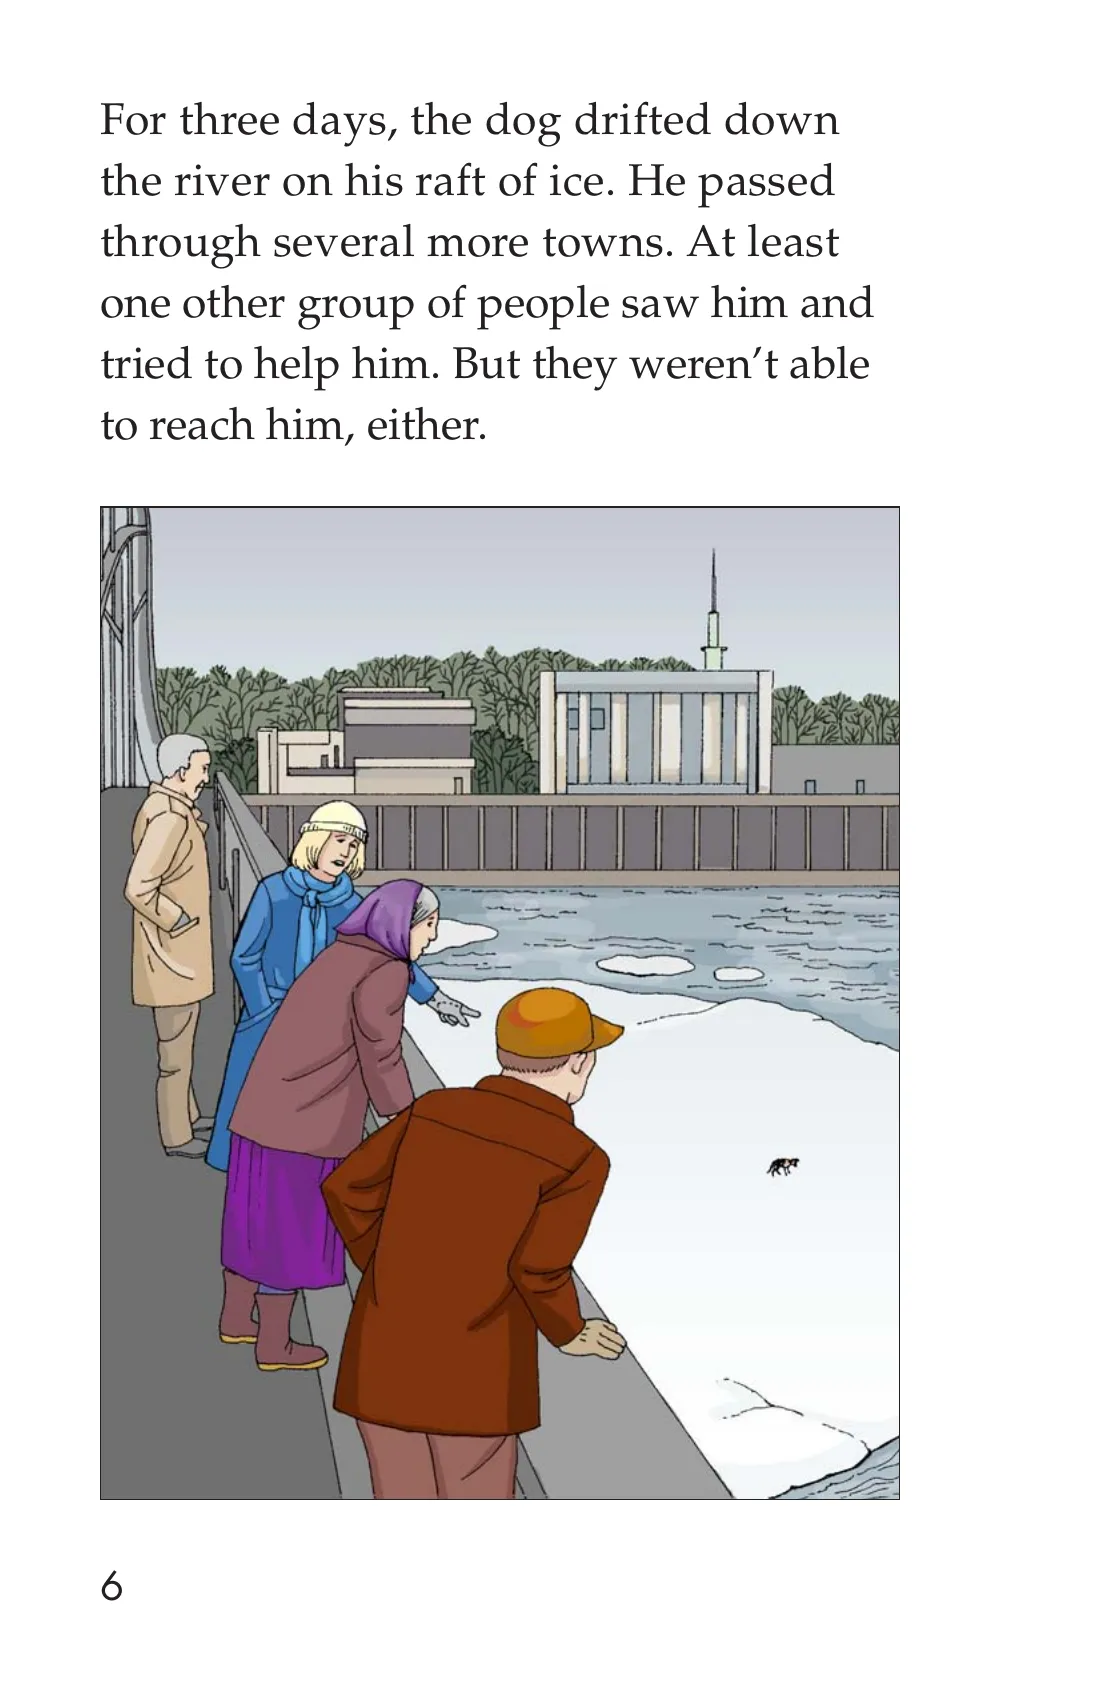 For three days, the dog drifted down
the river on his raft of ice. He passed
through several more towns. At least
one other group of people saw him and
tried to help him. But they weren’t able
to reach him, either.
6